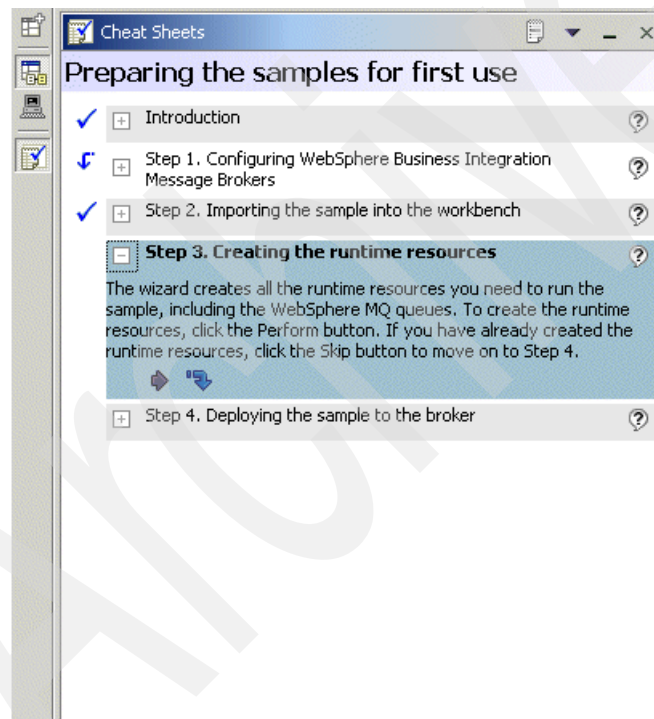 Cheat Sheets
Preparing the samples for first use
Introduction
Step 1. Configuring WebSphere Business Integration
Message Brokers
Step 2. Importing the sample into the workbench
Step 3. Creating the runtime resources
The wizard creates all the runtime resources you need to run the
sample, including the WebSphere MQ queues. To create the runtime
resources, click the Perform button. If you have already created the
runtime resources, click the Skip button to move on to Step 4.
Step 4. Deploying the sample to the broker